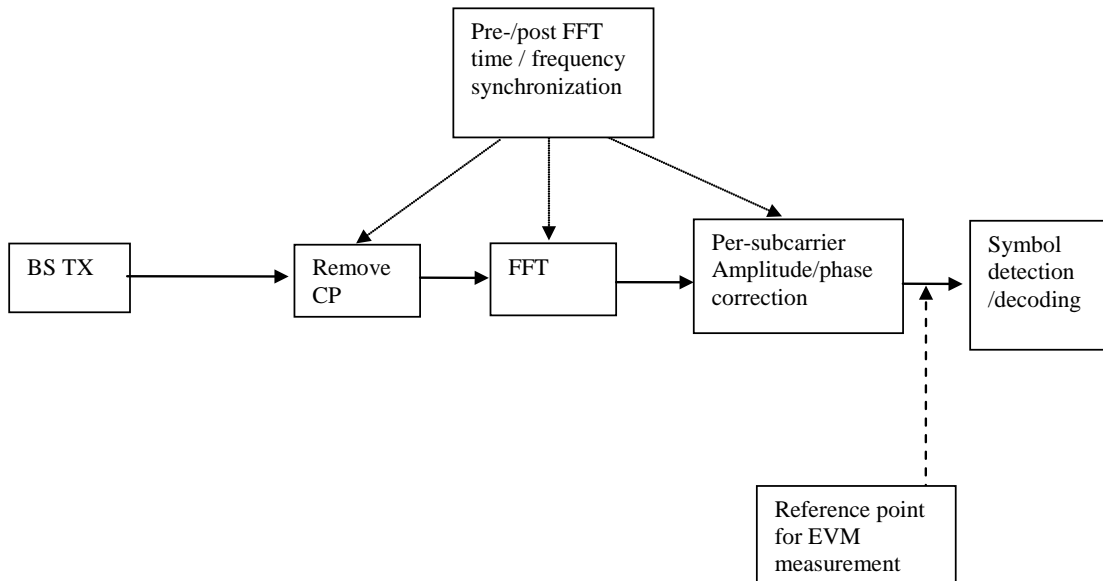 Pre-/post FFT
time / frequency
synchronization
BS TX
Remove
CP
FFT
Per-subcarrier
Amplitude/phase
correction
Symbol
detection
/decoding
Reference point
for EVM
measurement